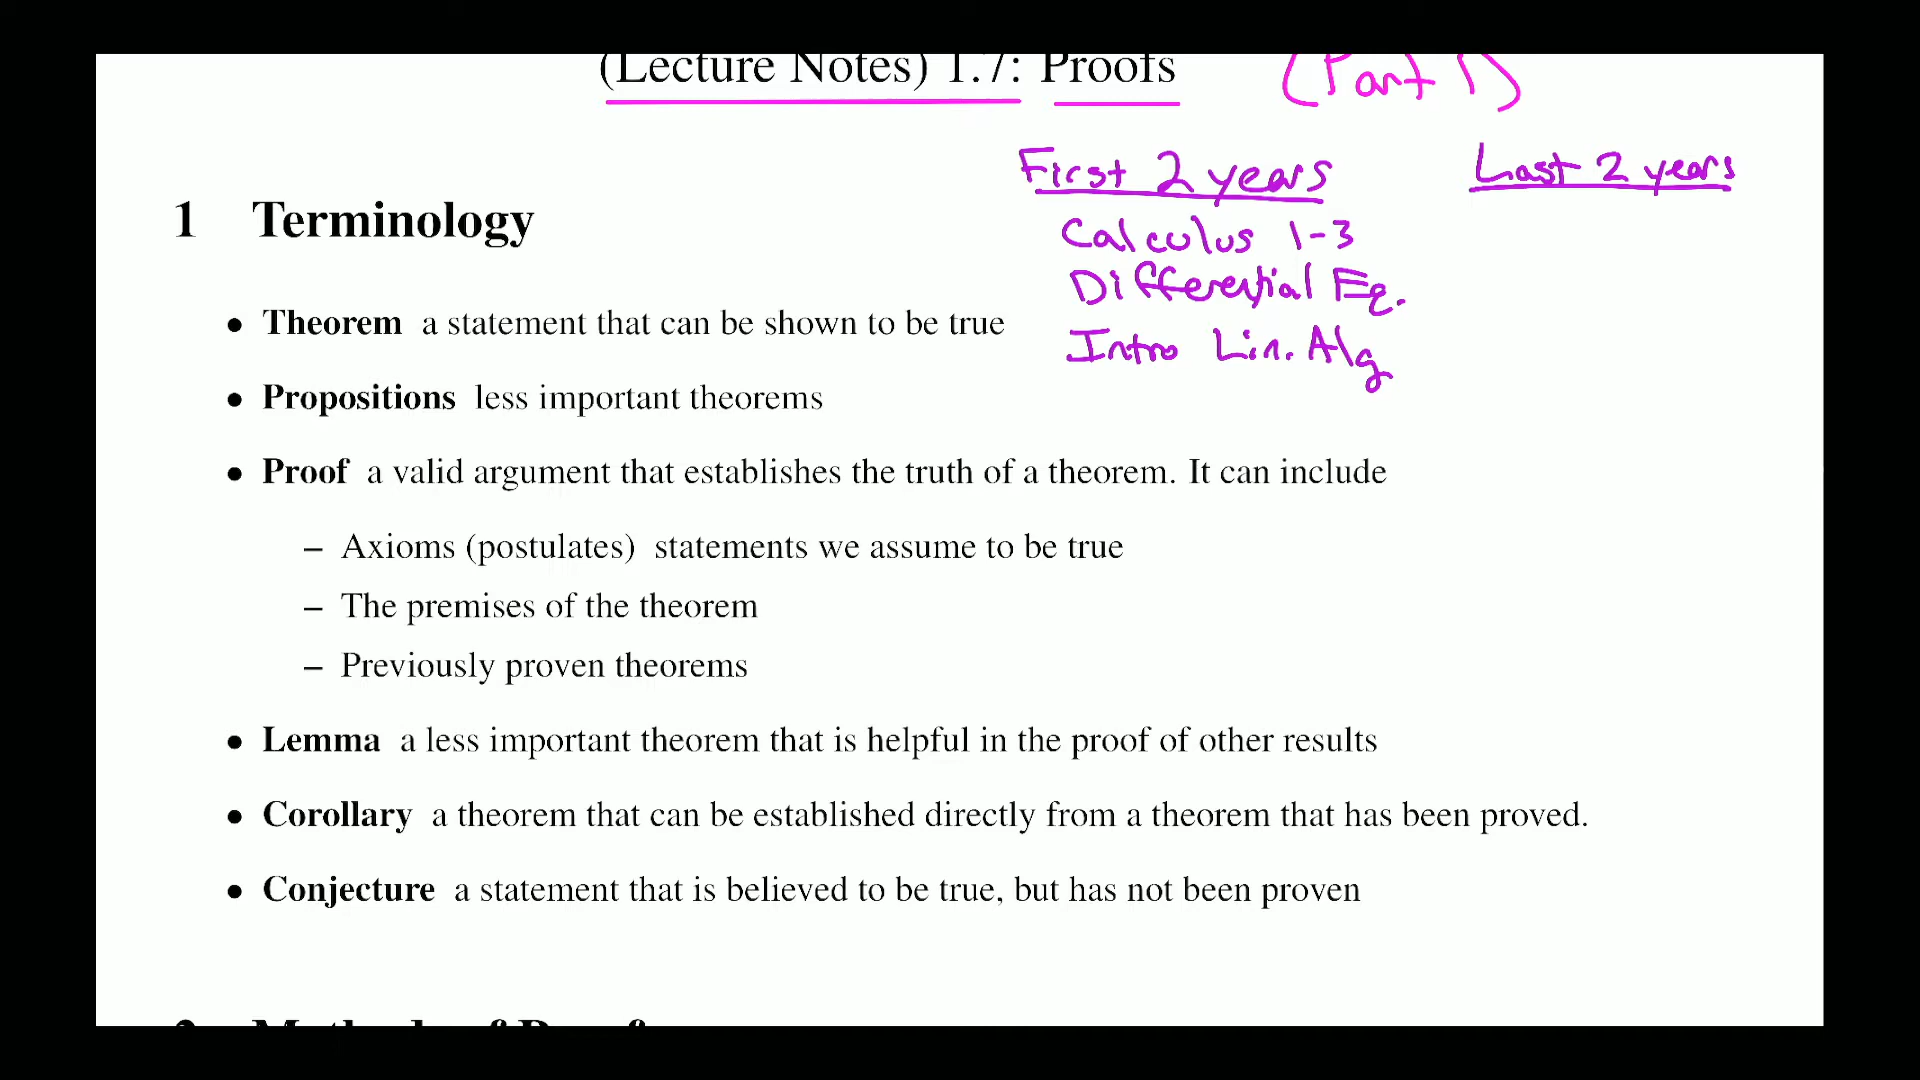 (Lecture Notes) 1.7: Proofs (Part 1)
First 2 years Last 2 years
1 Terminology
Calculus 1-3
Differential Eq.
• Theorem a statement that can be shown to be true
Intro Lin. Alg
• Propositions less important theorems
• Proof a valid argument that establishes the truth of a theorem. It can include
– Axioms (postulates) statements we assume to be true
– The premises of the theorem
– Previously proven theorems
• Lemma a less important theorem that is helpful in the proof of other results
• Corollary a theorem that can be established directly from a theorem that has been proved.
• Conjecture a statement that is believed to be true, but has not been proven
2 Methods of Proof